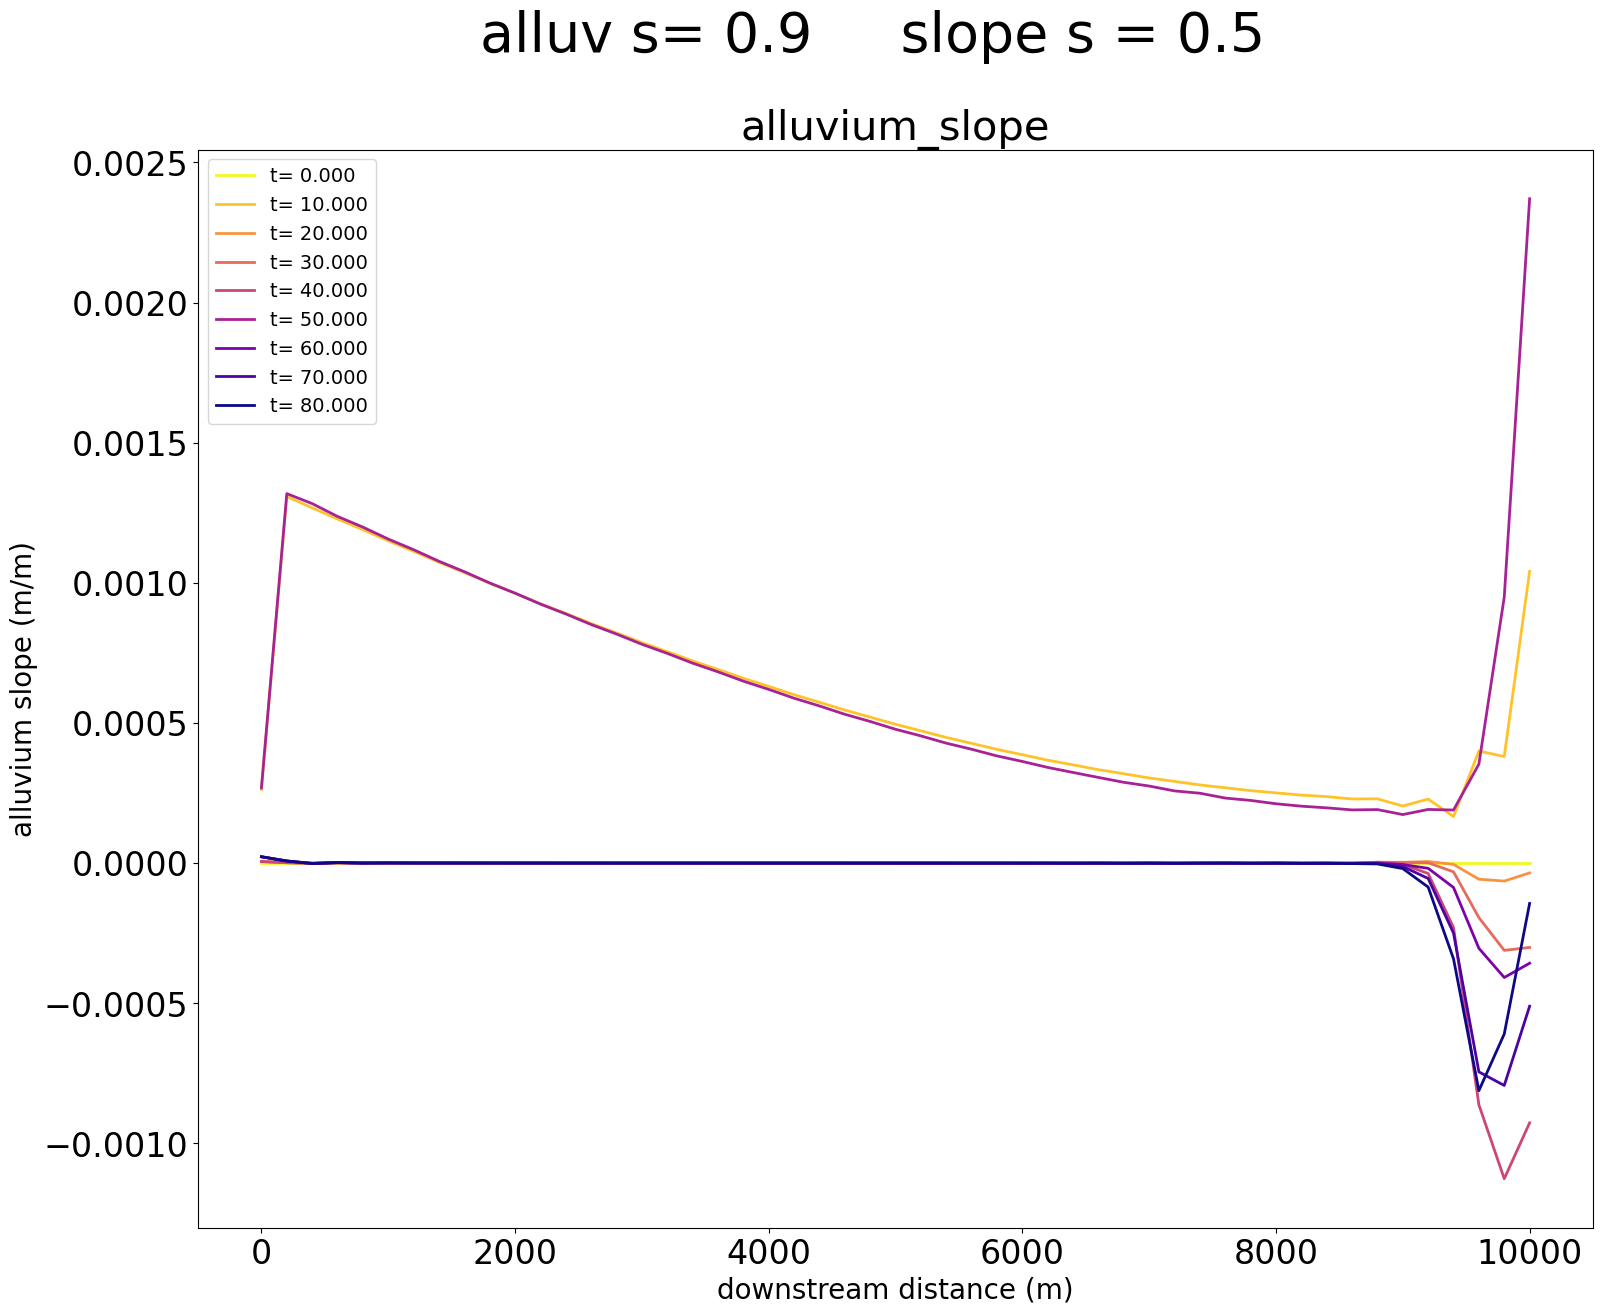 alluv s= 0.9     slope s = 0.5
alluvium_slope
0.0025
0.0020
0.0015
0.0010
0.0005
0.0000
−0.0005
−0.0010
alluvium slope (m/m)
t= 0.000
t= 10.000
t= 20.000
t= 30.000
t= 40.000
t= 50.000
t= 60.000
t= 70.000
t= 80.000
0 2000 4000 6000 8000 10000
downstream distance (m)